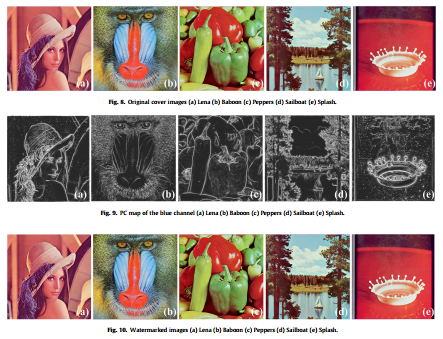 (a) (b) (c) (d) (e)
Fig. 8. Original cover images (a) Lena (b) Baboon (c) Peppers (d) Sailboat (e) Splash.
(a) (b) (c) (d) (e)
Fig. 9. PC map of the blue channel (a) Lena (b) Baboon (c) Peppers (d) Sailboat (e) Splash.
(a) (b) (c) (d) (e)
Fig. 10. Watermarked images (a) Lena (b) Baboon (c) Peppers (d) Sailboat (e) Splash.